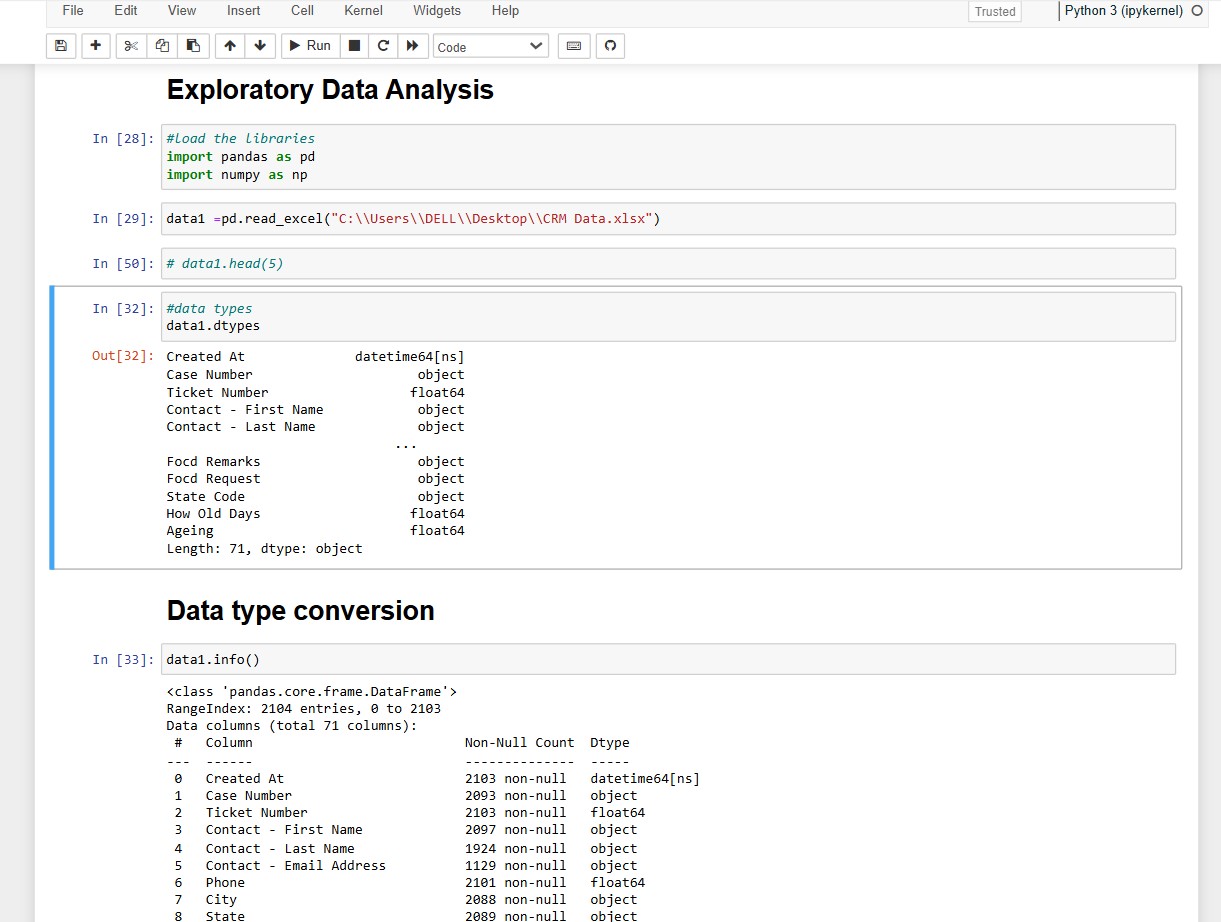 File Edit View Insert Cell Kernel Widgets Help Trusted Python 3 (ipykernel)
Run Code
Exploratory Data Analysis
In [28]: #load the libraries
import pandas as pd
import numpy as np
In [29]: data1 =pd.read_excel("C:\\Users\\DELL\\Desktop\\CRM Data.xlsx")
In [50]: # data1.head(5)
In [32]: #data types
data1.dtypes
Out[32]: Created At datetime64[ns]
Case Number object
Ticket Number float64
Contact - First Name object
Contact - Last Name object
...
Focd Remarks object
Focd Request object
State Code object
How Old Days float64
Ageing float64
Length: 71, dtype: object
Data type conversion
In [33]: data1.info()
<class 'pandas.core.frame.DataFrame'>
RangeIndex: 2104 entries, 0 to 2103
Data columns (total 71 columns):
# Column Non-Null Count Dtype
--- ------ -------------- -----
0 Created At 2103 non-null datetime64[ns]
1 Case Number 2093 non-null object
2 Ticket Number 2103 non-null float64
3 Contact - First Name 2097 non-null object
4 Contact - Last Name 1924 non-null object
5 Contact - Email Address 1129 non-null object
6 Phone 2101 non-null float64
7 City 2088 non-null object
8 State 2089 non-null object